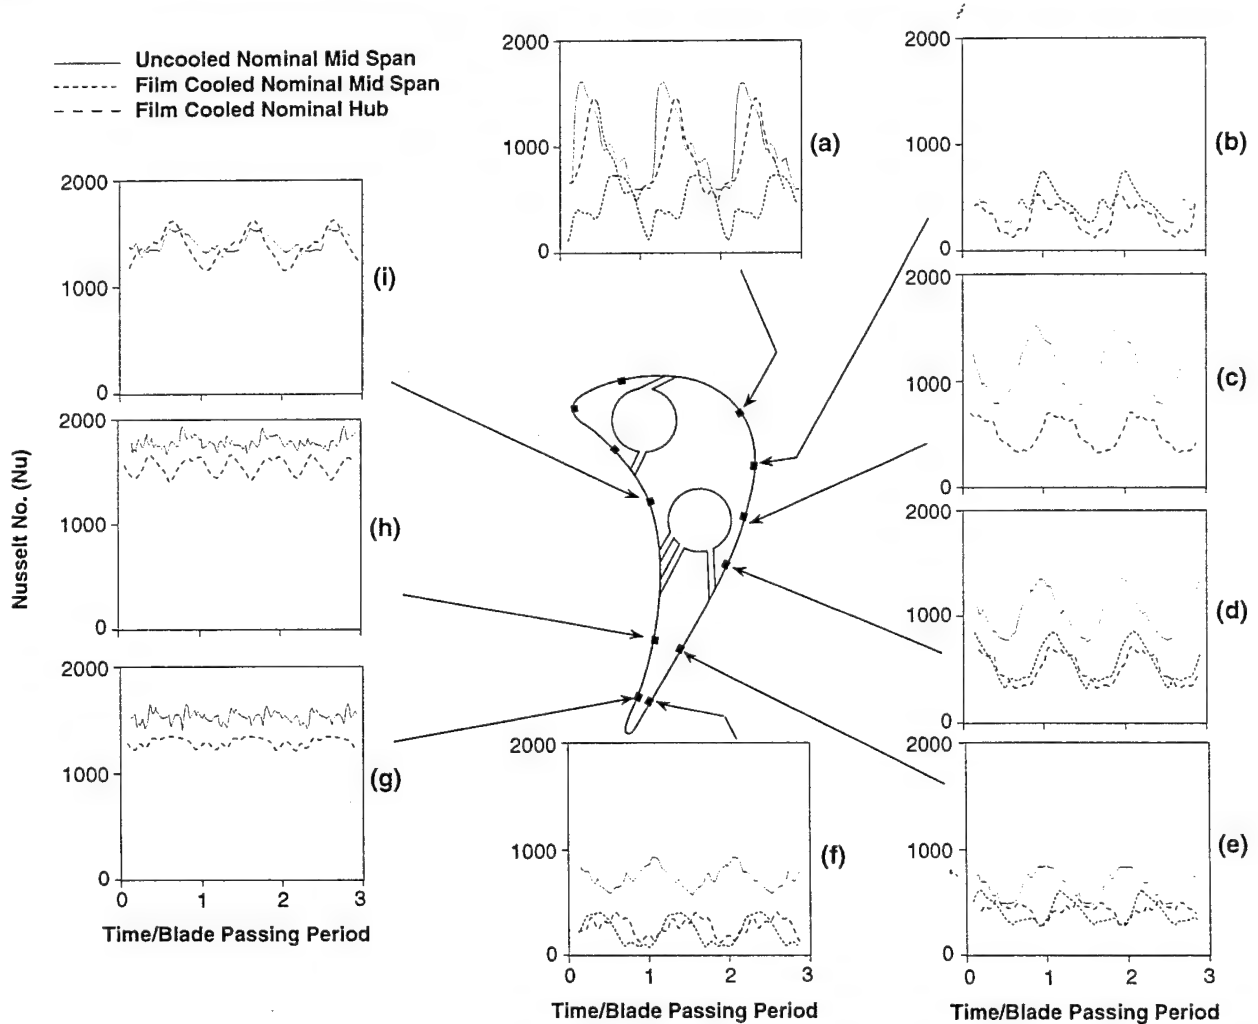 Uncooled Nominal Mid Span
Film Cooled Nominal Mid Span
Film Cooled Nominal Hub
2000
1000
0
(a)
2000
1000
0
(b)
2000
1000
0
(i)
2000
1000
0
(c)
Nusselt No. (Nu)
2000
1000
0
(h)
2000
1000
0
(d)
2000
1000
0
(g)
0 1 2 3
Time/Blade Passing Period
2000
1000
0
(f)
0 1 2 3
Time/Blade Passing Period
2000
1000
0
(e)
0 1 2 3
Time/Blade Passing Period